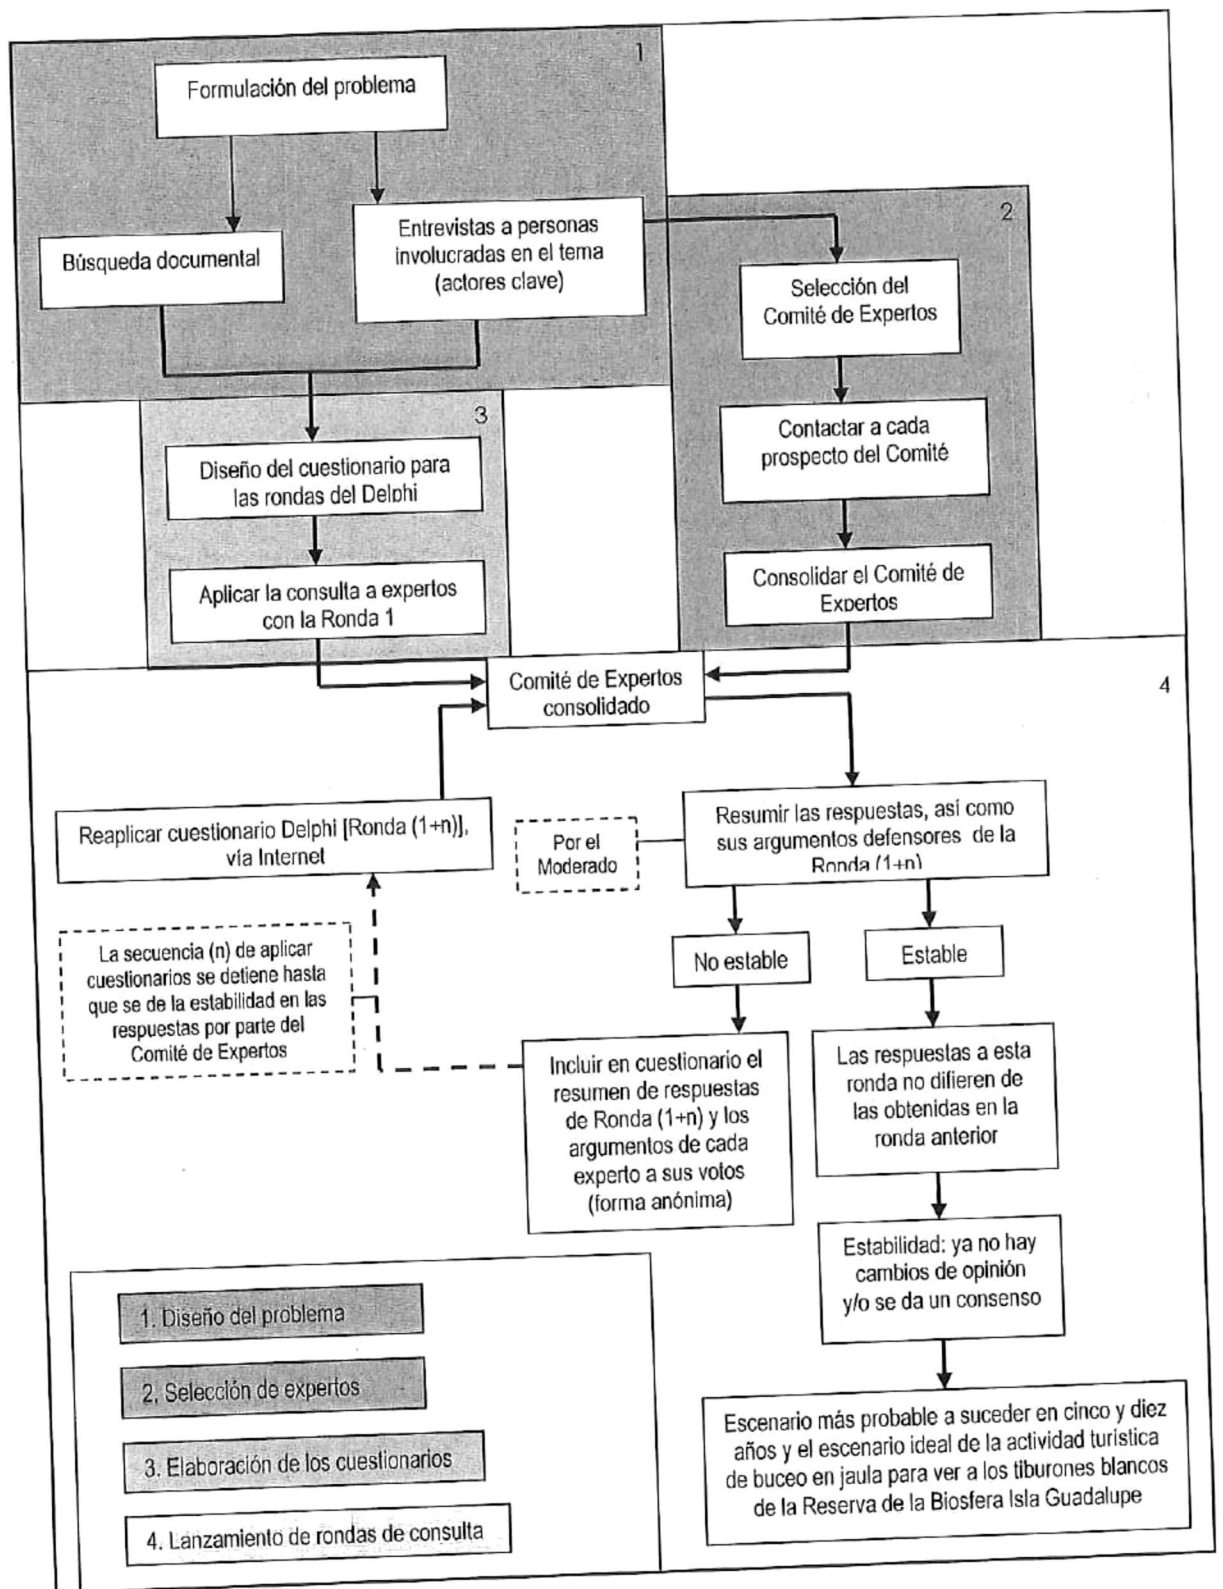 1
Formulación del problema
Búsqueda documental
Entrevistas a personas
involucradas en el tema
(actores clave)
2
Selección del
Comité de Expertos
Contactar a cada
prospecto del Comité
Consolidar el Comité de
Expertos
3
Diseño del cuestionario para
las rondas del Delphi
Aplicar la consulta a expertos
con la Ronda 1
Comité de Expertos
consolidado
4
Reaplicar cuestionario Delphi [Ronda (1+n)],
vía Internet
Por el
Moderado
Resumir las respuestas, así como
sus argumentos defensores de la
Ronda (1+n)
La secuencia (n) de aplicar
cuestionarios se detiene hasta
que se de la estabilidad en las
respuestas por parte del
Comité de Expertos
No estable
Estable
Incluir en cuestionario el
resumen de respuestas
de Ronda (1+n) y los
argumentos de cada
experto a sus votos
(forma anónima)
Las respuestas a esta
ronda no difieren de
las obtenidas en la
ronda anterior
Estabilidad: ya no hay
cambios de opinión
y/o se da un consenso
Escenario más probable a suceder en cinco y diez
años y el escenario ideal de la actividad turística
de buceo en jaula para ver a los tiburones blancos
de la Reserva de la Biosfera Isla Guadalupe
1. Diseño del problema
2. Selección de expertos
3. Elaboración de los cuestionarios
4. Lanzamiento de rondas de consulta